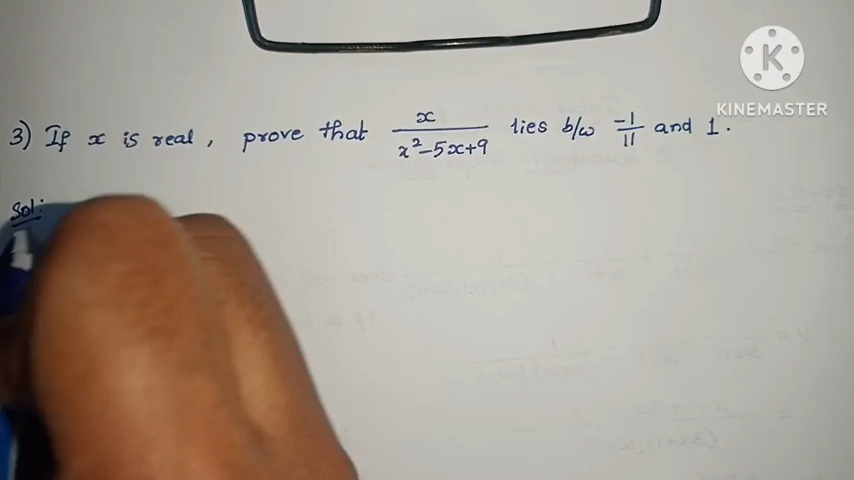 K
KINEMASTER
3) If x is real, prove that x / (x² - 5x + 9) lies b/w -1/11 and 1.
Sol: